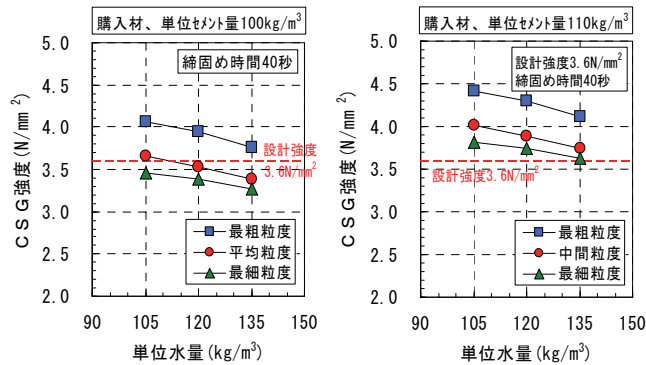 購入材、単位セメント量100kg/m³
締固め時間40秒
CSG強度(N/mm²)
5.0
4.5
4.0
3.5
3.0
2.5
2.0
設計強度
3.6N/mm²
最粗粒度
平均粒度
最細粒度
90
105
120
135
150
単位水量(kg/m³)
購入材、単位セメント量110kg/m³
設計強度3.6N/mm²
締固め時間40秒
CSG強度(N/mm²)
5.0
4.5
4.0
3.5
3.0
2.5
2.0
設計強度3.6N/mm²
最粗粒度
中間粒度
最細粒度
90
105
120
135
150
単位水量(kg/m³)